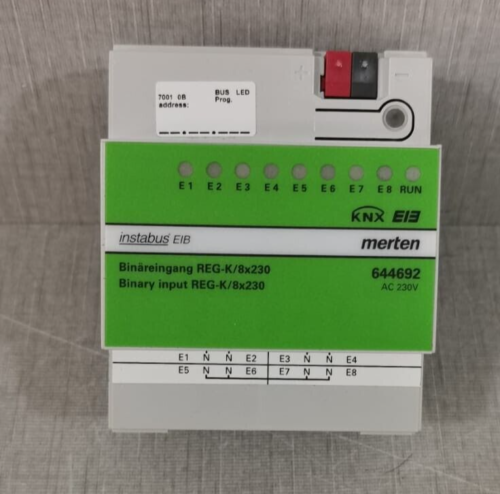 7001 0B BUS LED
address: Prog.
+ −
E1 E2 E3 E4 E5 E6 E7 E8 RUN
KNX EIB
instabus EIB merten
Binäreingang REG-K/8x230 644692
Binary input REG-K/8x230 AC 230V
E1 N N E2 E3 N N E4
E5 N N E6 E7 N N E8